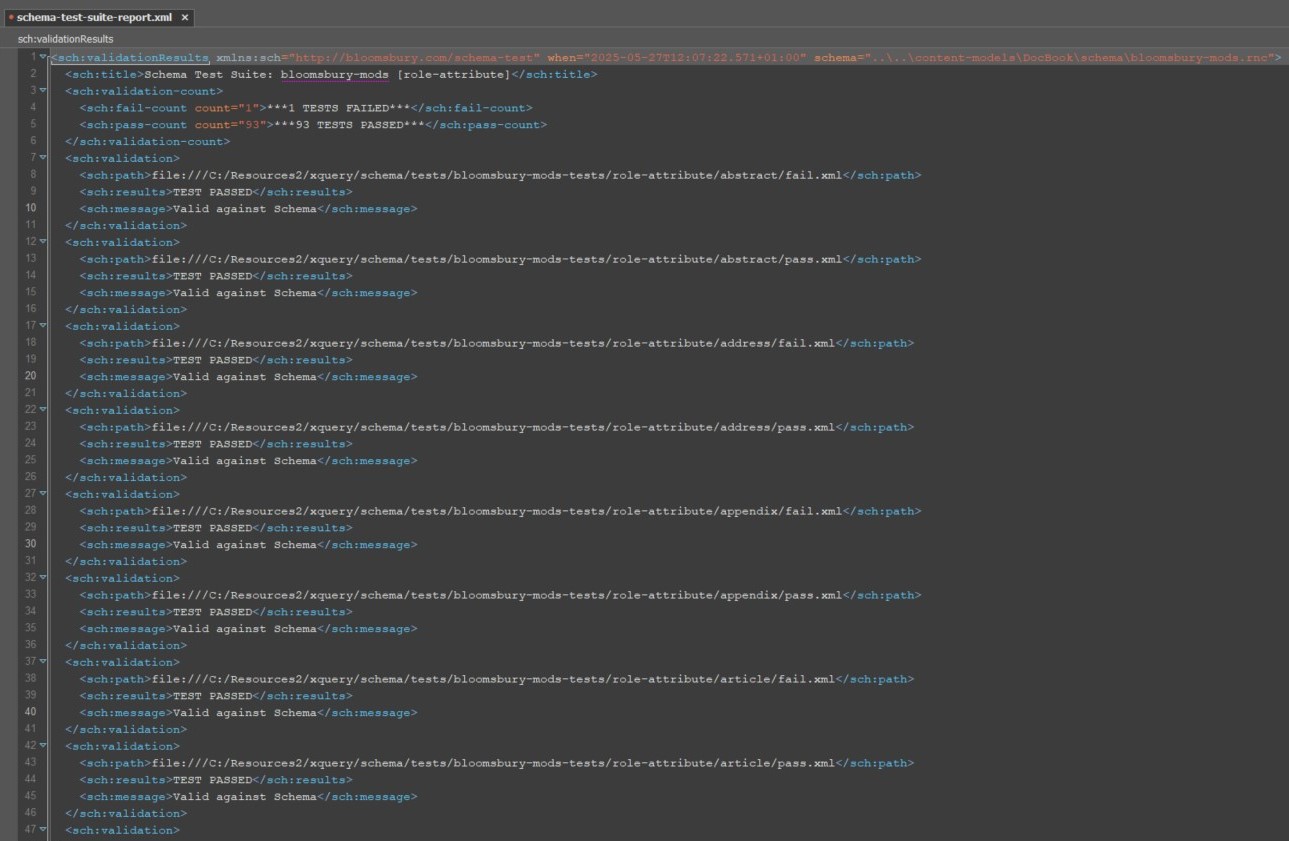 * schema-test-suite-report.xml ×
sch:validationResults
1 <sch:validationResults xmlns:sch="http://bloomsbury.com/schema-test" when="2025-05-27T12:07:22.571+01:00" schema="..\..\content-models\DocBook\schema\bloomsbury-mods.rnc">
2 <sch:title>Schema Test Suite: bloomsbury-mods [role-attribute]</sch:title>
3 <sch:validation-count>
4 <sch:fail-count count="1">***1 TESTS FAILED***</sch:fail-count>
5 <sch:pass-count count="93">***93 TESTS PASSED***</sch:pass-count>
6 </sch:validation-count>
7 <sch:validation>
8 <sch:path>file:///C:/Resources2/xquery/schema/tests/bloomsbury-mods-tests/role-attribute/abstract/fail.xml</sch:path>
9 <sch:results>TEST PASSED</sch:results>
10 <sch:message>Valid against Schema</sch:message>
11 </sch:validation>
12 <sch:validation>
13 <sch:path>file:///C:/Resources2/xquery/schema/tests/bloomsbury-mods-tests/role-attribute/abstract/pass.xml</sch:path>
14 <sch:results>TEST PASSED</sch:results>
15 <sch:message>Valid against Schema</sch:message>
16 </sch:validation>
17 <sch:validation>
18 <sch:path>file:///C:/Resources2/xquery/schema/tests/bloomsbury-mods-tests/role-attribute/address/fail.xml</sch:path>
19 <sch:results>TEST PASSED</sch:results>
20 <sch:message>Valid against Schema</sch:message>
21 </sch:validation>
22 <sch:validation>
23 <sch:path>file:///C:/Resources2/xquery/schema/tests/bloomsbury-mods-tests/role-attribute/address/pass.xml</sch:path>
24 <sch:results>TEST PASSED</sch:results>
25 <sch:message>Valid against Schema</sch:message>
26 </sch:validation>
27 <sch:validation>
28 <sch:path>file:///C:/Resources2/xquery/schema/tests/bloomsbury-mods-tests/role-attribute/appendix/fail.xml</sch:path>
29 <sch:results>TEST PASSED</sch:results>
30 <sch:message>Valid against Schema</sch:message>
31 </sch:validation>
32 <sch:validation>
33 <sch:path>file:///C:/Resources2/xquery/schema/tests/bloomsbury-mods-tests/role-attribute/appendix/pass.xml</sch:path>
34 <sch:results>TEST PASSED</sch:results>
35 <sch:message>Valid against Schema</sch:message>
36 </sch:validation>
37 <sch:validation>
38 <sch:path>file:///C:/Resources2/xquery/schema/tests/bloomsbury-mods-tests/role-attribute/article/fail.xml</sch:path>
39 <sch:results>TEST PASSED</sch:results>
40 <sch:message>Valid against Schema</sch:message>
41 </sch:validation>
42 <sch:validation>
43 <sch:path>file:///C:/Resources2/xquery/schema/tests/bloomsbury-mods-tests/role-attribute/article/pass.xml</sch:path>
44 <sch:results>TEST PASSED</sch:results>
45 <sch:message>Valid against Schema</sch:message>
46 </sch:validation>
47 <sch:validation>